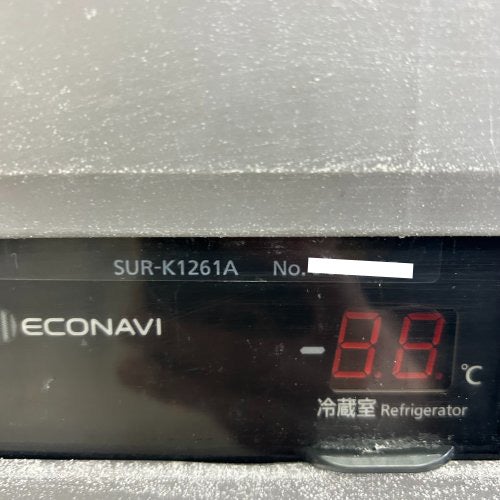 SUR-K1261A No.
ECONAVI
℃
冷蔵室 Refrigerator